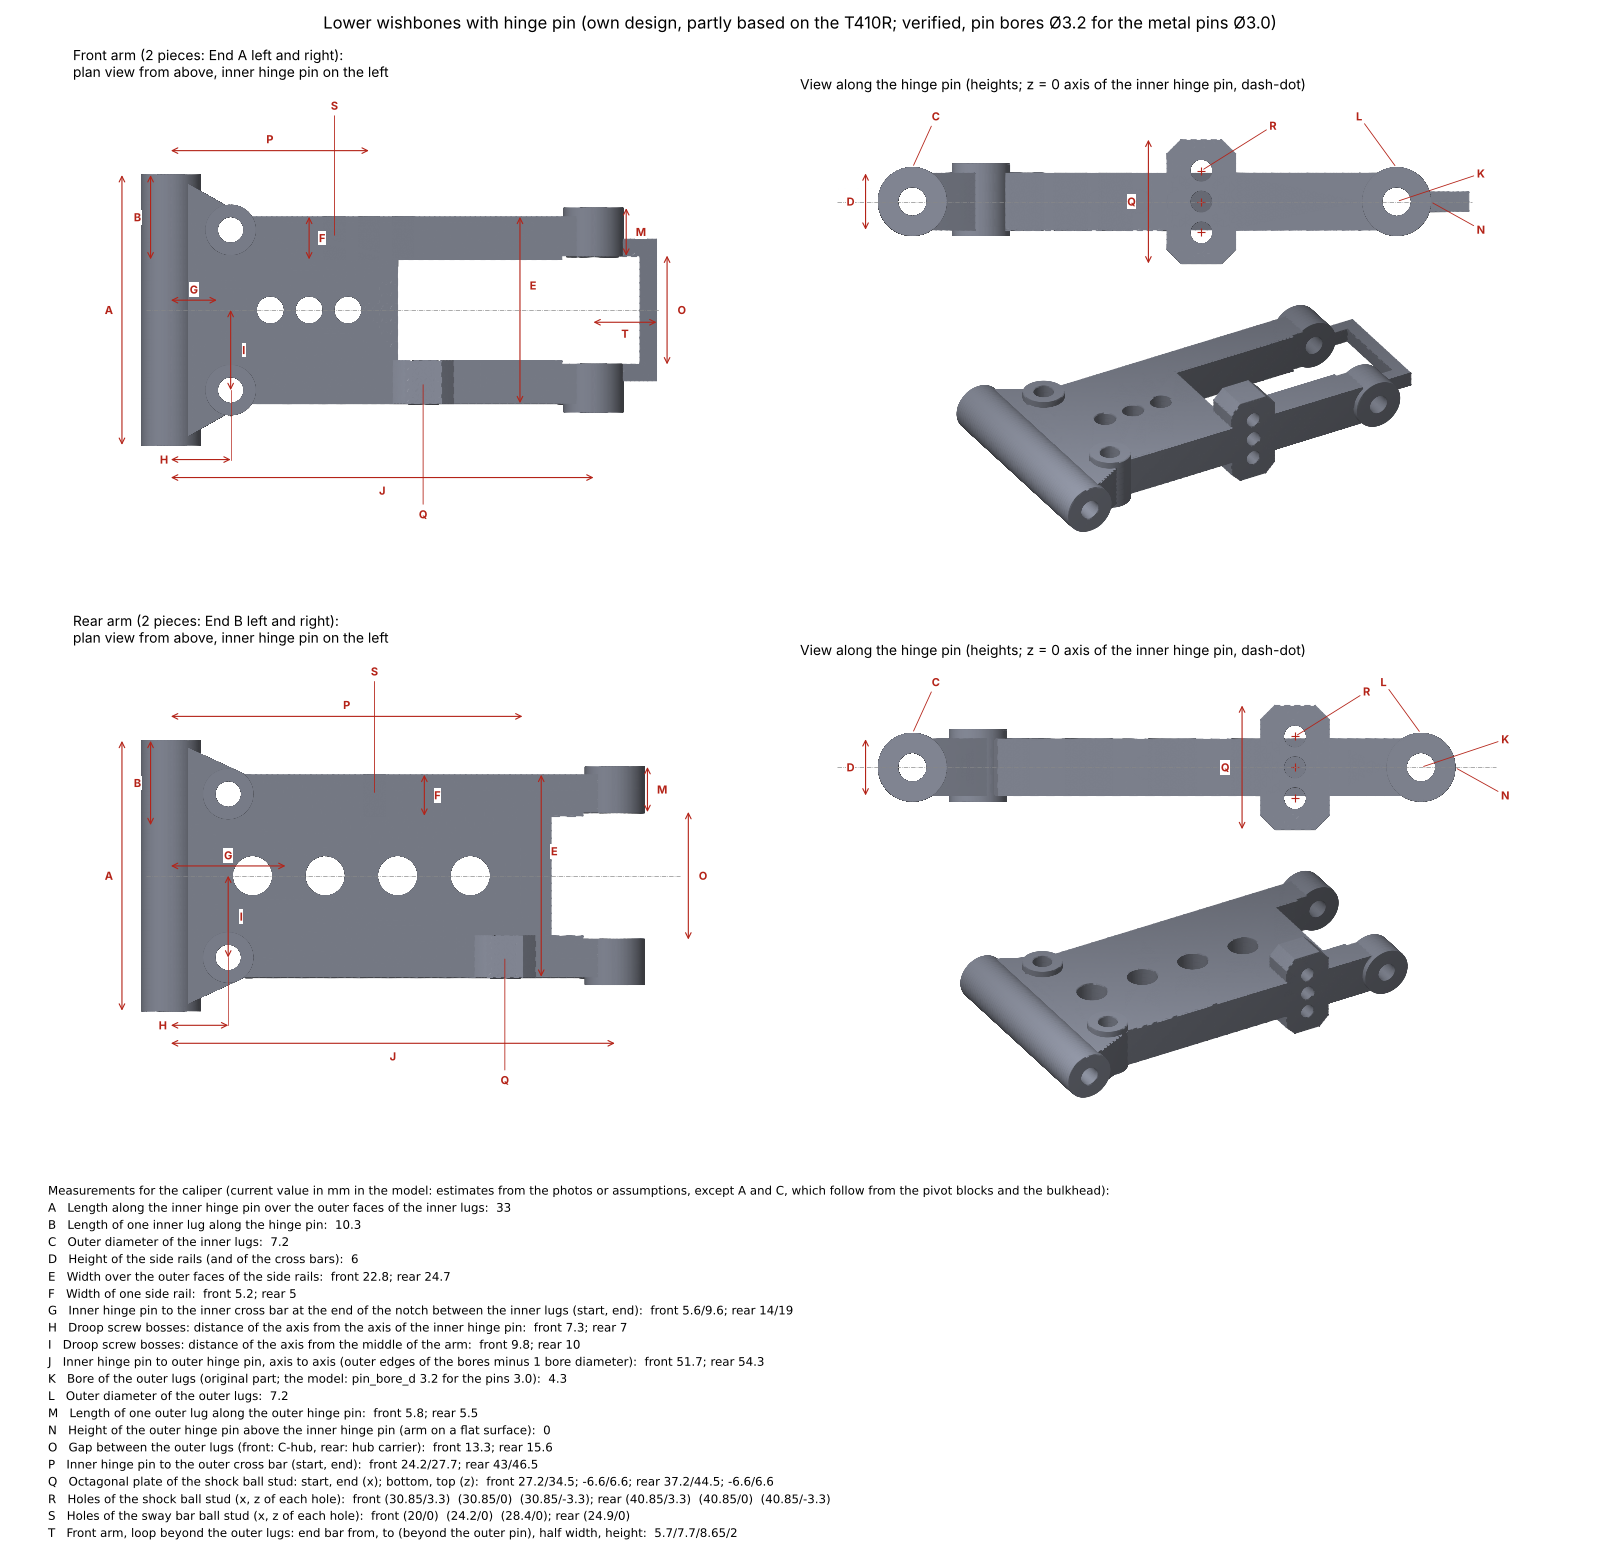 Lower wishbones with hinge pin (own design, partly based on the T410R; verified, pin bores Ø3.2 for the metal pins Ø3.0)
Front arm (2 pieces: End A left and right):
plan view from above, inner hinge pin on the left
View along the hinge pin (heights; z = 0 axis of the inner hinge pin, dash-dot)
S
P
B
F
M
G
E
A
O
T
I
H
J
Q
C
R
L
K
D
Q
N
Rear arm (2 pieces: End B left and right):
plan view from above, inner hinge pin on the left
View along the hinge pin (heights; z = 0 axis of the inner hinge pin, dash-dot)
S
P
B
M
F
G
E
A
O
I
H
J
Q
C
R
L
K
D
Q
N
Measurements for the caliper (current value in mm in the model: estimates from the photos or assumptions, except A and C, which follow from the pivot blocks and the bulkhead):
A Length along the inner hinge pin over the outer faces of the inner lugs: 33
B Length of one inner lug along the hinge pin: 10.3
C Outer diameter of the inner lugs: 7.2
D Height of the side rails (and of the cross bars): 6
E Width over the outer faces of the side rails: front 22.8; rear 24.7
F Width of one side rail: front 5.2; rear 5
G Inner hinge pin to the inner cross bar at the end of the notch between the inner lugs (start, end): front 5.6/9.6; rear 14/19
H Droop screw bosses: distance of the axis from the axis of the inner hinge pin: front 7.3; rear 7
I Droop screw bosses: distance of the axis from the middle of the arm: front 9.8; rear 10
J Inner hinge pin to outer hinge pin, axis to axis (outer edges of the bores minus 1 bore diameter): front 51.7; rear 54.3
K Bore of the outer lugs (original part; the model: pin_bore_d 3.2 for the pins 3.0): 4.3
L Outer diameter of the outer lugs: 7.2
M Length of one outer lug along the outer hinge pin: front 5.8; rear 5.5
N Height of the outer hinge pin above the inner hinge pin (arm on a flat surface): 0
O Gap between the outer lugs (front: C-hub, rear: hub carrier): front 13.3; rear 15.6
P Inner hinge pin to the outer cross bar (start, end): front 24.2/27.7; rear 43/46.5
Q Octagonal plate of the shock ball stud: start, end (x); bottom, top (z): front 27.2/34.5; -6.6/6.6; rear 37.2/44.5; -6.6/6.6
R Holes of the shock ball stud (x, z of each hole): front (30.85/3.3) (30.85/0) (30.85/-3.3); rear (40.85/3.3) (40.85/0) (40.85/-3.3)
S Holes of the sway bar ball stud (x, z of each hole): front (20/0) (24.2/0) (28.4/0); rear (24.9/0)
T Front arm, loop beyond the outer lugs: end bar from, to (beyond the outer pin), half width, height: 5.7/7.7/8.65/2